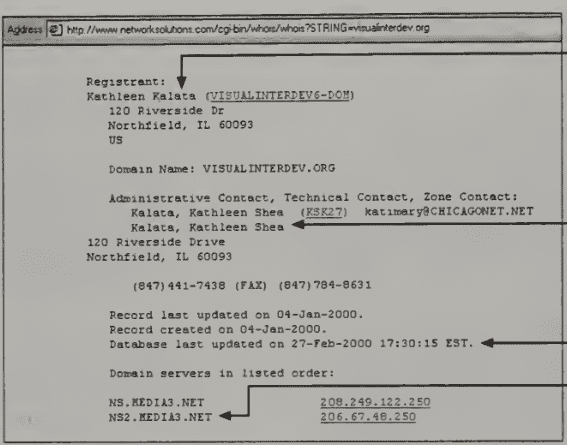 Address http://www.networksolutions.com/cgi-bin/whois/whois?STRING=visualinterdev.org
Registrant:
Kathleen Kalata (VISUALINTERDEV6-DOM)
120 Riverside Dr
Northfield, IL 60093
US
Domain Name: VISUALINTERDEV.ORG
Administrative Contact, Technical Contact, Zone Contact:
Kalata, Kathleen Shea (KSK27) katimary@CHICAGONET.NET
Kalata, Kathleen Shea
120 Riverside Drive
Northfield, IL 60093
(847)441-7438 (FAX) (847)784-8631
Record last updated on 04-Jan-2000.
Record created on 04-Jan-2000.
Database last updated on 27-Feb-2000 17:30:15 EST.
Domain servers in listed order:
NS.MEDIA3.NET 208.249.122.250
NS2.MEDIA3.NET 206.67.48.250